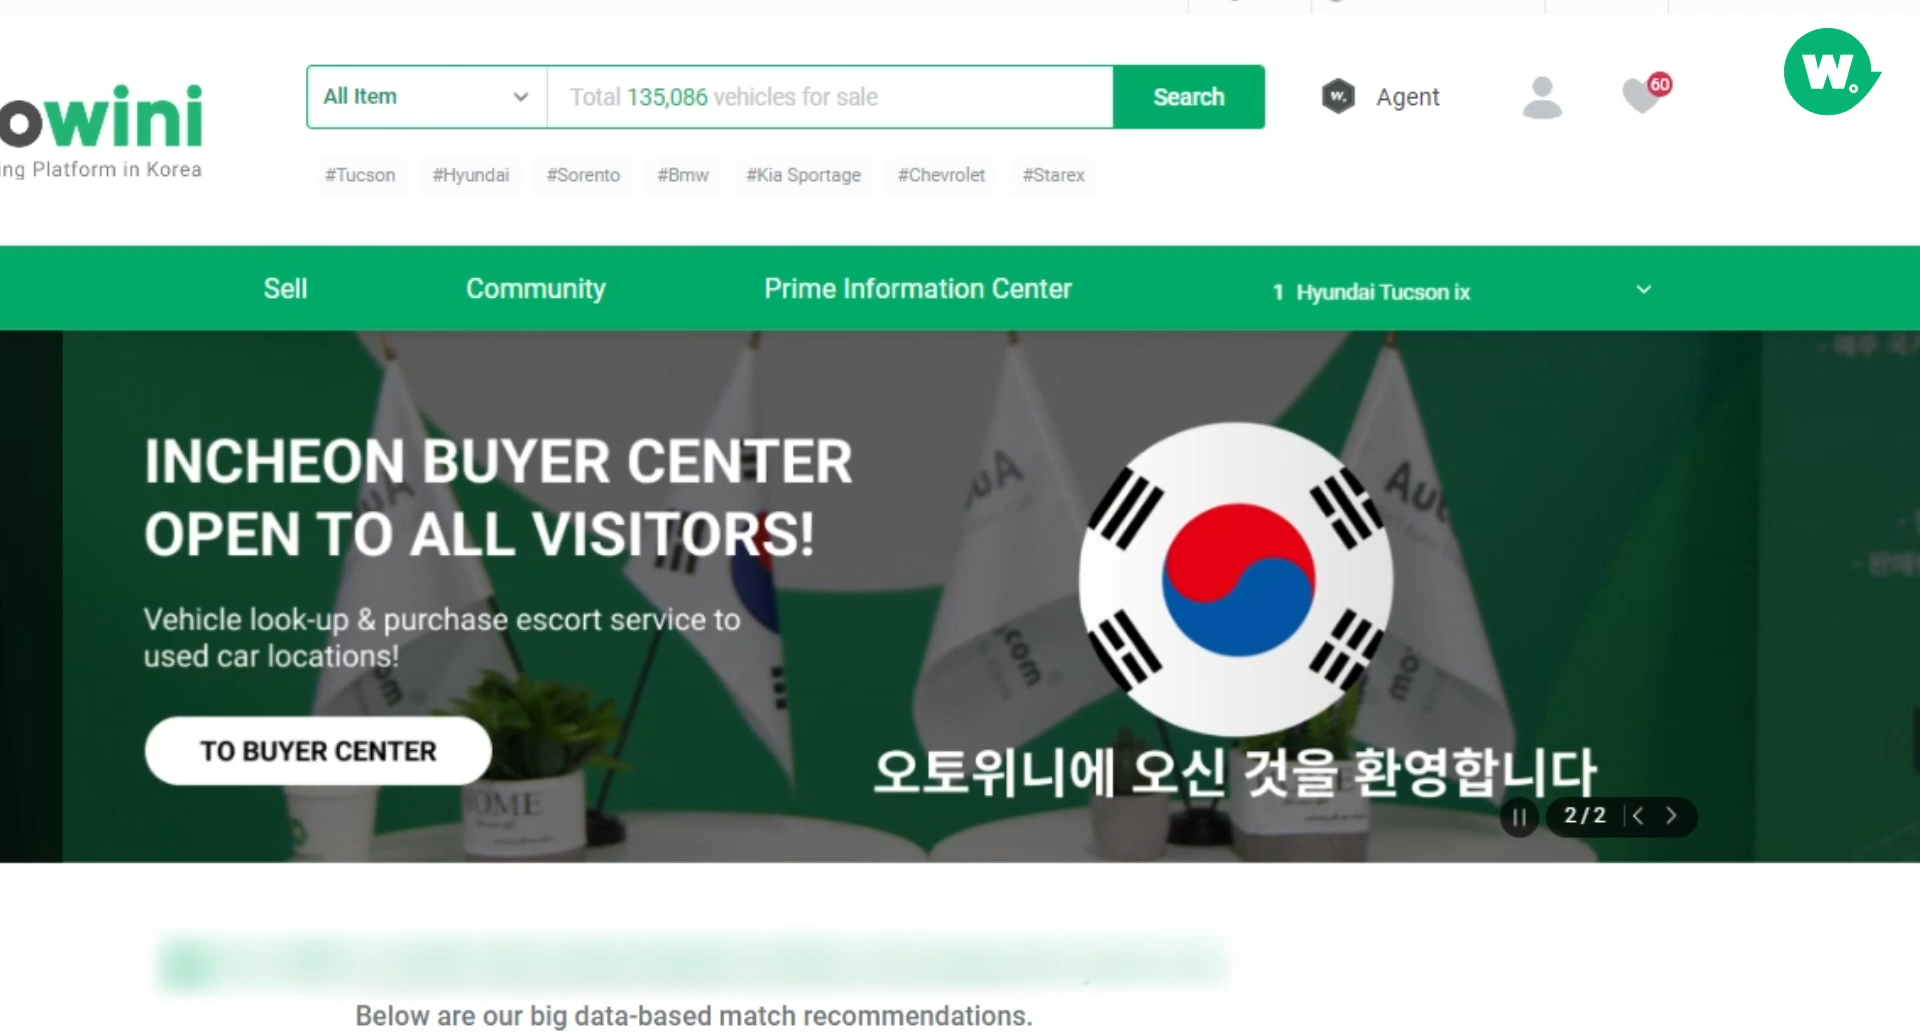 owini
ing Platform in Korea
All Item
Total 135,086 vehicles for sale
Search
w.
Agent
60
W.
#Tucson
#Hyundai
#Sorento
#Bmw
#Kia Sportage
#Chevrolet
#Starex
Sell
Community
Prime Information Center
1 Hyundai Tucson ix
INCHEON BUYER CENTER
OPEN TO ALL VISITORS!
Vehicle look-up & purchase escort service to
used car locations!
TO BUYER CENTER
오토위니에 오신 것을 환영합니다
2/2
Below are our big data-based match recommendations.